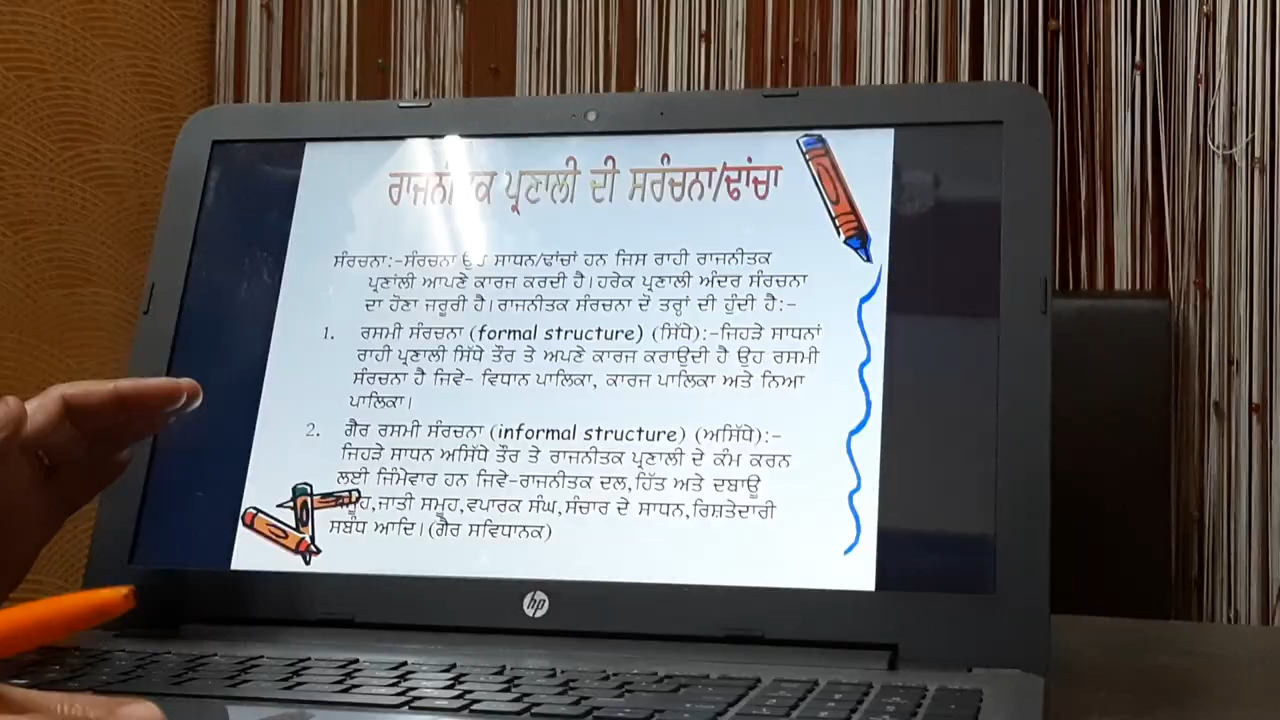 ਪ੍ਰਣਾਲੀ ਦੀ ਸਰੰਚਨਾ/ਢਾਂਚਾ
ਸੰਰਚਨਾ:-ਸੰਰਚਨਾ ਸਾਧਨ/ਢਾਂਚਾਂ ਹਨ ਜਿਸ ਰਾਹੀ ਰਾਜਨੀਤਕ
ਪ੍ਰਣਾਂਲੀ ਆਪਣੇ ਕਾਰਜ ਕਰਦੀ ਹੈ। ਹਰੇਕ ਪ੍ਰਣਾਲੀ ਅੰਦਰ ਸੰਰਚਨਾ
ਦਾ ਹੋਣਾ ਜਰੂਰੀ ਹੈ। ਰਾਜਨੀਤਕ ਸੰਰਚਨਾ ਦੋ ਤਰ੍ਹਾਂ ਦੀ ਹੁੰਦੀ ਹੈ:-
1. ਰਸਮੀ ਸੰਰਚਨਾ (formal structure) (ਸਿੱਧੇ):-ਜਿਹੜੇ ਸਾਧਨਾਂ
ਰਾਹੀ ਪ੍ਰਣਾਲੀ ਸਿੱਧੇ ਤੌਰ ਤੇ ਅਪਣੇ ਕਾਰਜ ਕਰਾਉਦੀ ਹੈ ਉਹ ਰਸਮੀ
ਸੰਰਚਨਾ ਹੈ ਜਿਵੇ- ਵਿਧਾਨ ਪਾਲਿਕਾ, ਕਾਰਜ ਪਾਲਿਕਾ ਅਤੇ ਨਿਆ
ਪਾਲਿਕਾ।
2. ਗੈਰ ਰਸਮੀ ਸੰਰਚਨਾ (informal structure) (ਅਸਿੱਧੇ):-
ਜਿਹੜੇ ਸਾਧਨ ਅਸਿੱਧੇ ਤੌਰ ਤੇ ਰਾਜਨੀਤਕ ਪ੍ਰਣਾਲੀ ਦੇ ਕੰਮ ਕਰਨ
ਲਈ ਜਿੰਮੇਵਾਰ ਹਨ ਜਿਵੇ-ਰਾਜਨੀਤਕ ਦਲ,ਹਿੱਤ ਅਤੇ ਦਬਾਊ
ਜਾਤੀ ਸਮੂਹ,ਵਪਾਰਕ ਸੰਘ,ਸੰਚਾਰ ਦੇ ਸਾਧਨ,ਰਿਸ਼ਤੇਦਾਰੀ
ਸਬੰਧ ਆਦਿ। (ਗੈਰ ਸਵਿਧਾਨਕ)
hp